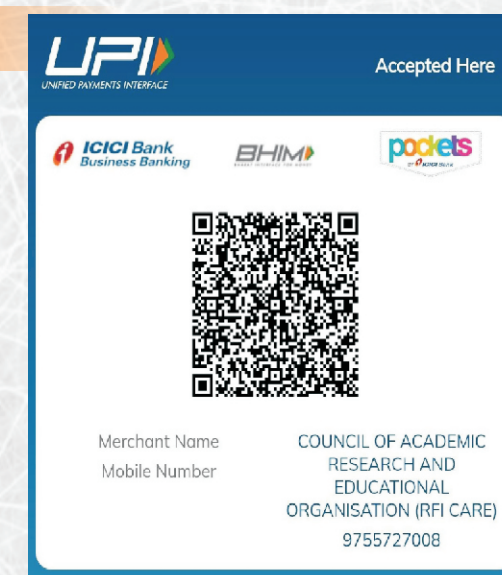 UPI
UNIFIED PAYMENTS INTERFACE
Accepted Here
ICICI Bank
Business Banking
BHIM
pockets
Merchant Name
COUNCIL OF ACADEMIC
RESEARCH AND
EDUCATIONAL
ORGANISATION (RFI CARE)
Mobile Number
9755727008